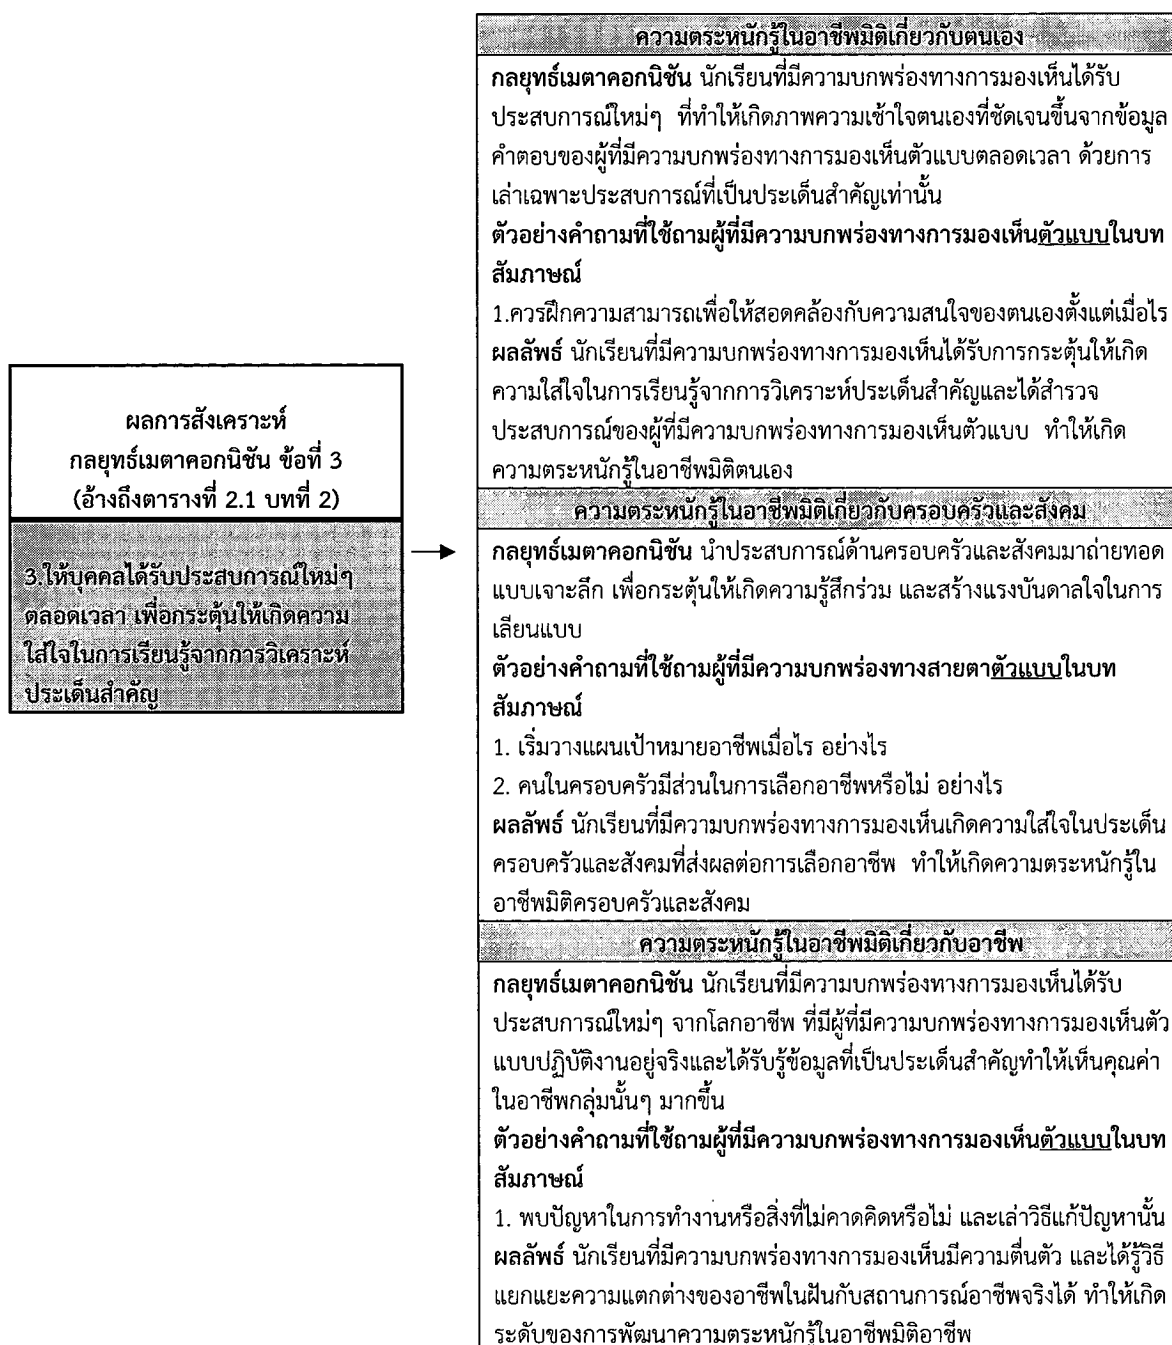 ผลการสังเคราะห์
กลยุทธ์เมตาคอกนิชัน ข้อที่ 3
(อ้างถึงตารางที่ 2.1 บทที่ 2)
3.ให้บุคคลได้รับประสบการณ์ใหม่ๆ
ตลอดเวลา เพื่อกระตุ้นให้เกิดความ
ใส่ใจในการเรียนรู้จากการวิเคราะห์
ประเด็นสำคัญ
ความตระหนักรู้ในอาชีพมิติเกี่ยวกับตนเอง
กลยุทธ์เมตาคอกนิชัน นักเรียนที่มีความบกพร่องทางการมองเห็นได้รับ
ประสบการณ์ใหม่ๆ ที่ทำให้เกิดภาพความเข้าใจตนเองที่ชัดเจนขึ้นจากข้อมูล
คำตอบของผู้ที่มีความบกพร่องทางการมองเห็นตัวแบบตลอดเวลา ด้วยการ
เล่าเฉพาะประสบการณ์ที่เป็นประเด็นสำคัญเท่านั้น
ตัวอย่างคำถามที่ใช้ถามผู้ที่มีความบกพร่องทางการมองเห็นตัวแบบในบท
สัมภาษณ์
1.ควรฝึกความสามารถเพื่อให้สอดคล้องกับความสนใจของตนเองตั้งแต่เมื่อไร
ผลลัพธ์ นักเรียนที่มีความบกพร่องทางการมองเห็นได้รับการกระตุ้นให้เกิด
ความใส่ใจในการเรียนรู้จากการวิเคราะห์ประเด็นสำคัญและได้สำรวจ
ประสบการณ์ของผู้ที่มีความบกพร่องทางการมองเห็นตัวแบบ ทำให้เกิด
ความตระหนักรู้ในอาชีพมิติตนเอง
ความตระหนักรู้ในอาชีพมิติเกี่ยวกับครอบครัวและสังคม
กลยุทธ์เมตาคอกนิชัน นำประสบการณ์ด้านครอบครัวและสังคมมาถ่ายทอด
แบบเจาะลึก เพื่อกระตุ้นให้เกิดความรู้สึกร่วม และสร้างแรงบันดาลใจในการ
เลียนแบบ
ตัวอย่างคำถามที่ใช้ถามผู้ที่มีความบกพร่องทางสายตาตัวแบบในบท
สัมภาษณ์
1. เริ่มวางแผนเป้าหมายอาชีพเมื่อไร อย่างไร
2. คนในครอบครัวมีส่วนในการเลือกอาชีพหรือไม่ อย่างไร
ผลลัพธ์ นักเรียนที่มีความบกพร่องทางการมองเห็นเกิดความใส่ใจในประเด็น
ครอบครัวและสังคมที่ส่งผลต่อการเลือกอาชีพ ทำให้เกิดความตระหนักรู้ใน
อาชีพมิติครอบครัวและสังคม
ความตระหนักรู้ในอาชีพมิติเกี่ยวกับอาชีพ
กลยุทธ์เมตาคอกนิชัน นักเรียนที่มีความบกพร่องทางการมองเห็นได้รับ
ประสบการณ์ใหม่ๆ จากโลกอาชีพ ที่มีผู้ที่มีความบกพร่องทางการมองเห็นตัว
แบบปฏิบัติงานอยู่จริงและได้รับรู้ข้อมูลที่เป็นประเด็นสำคัญทำให้เห็นคุณค่า
ในอาชีพกลุ่มนั้นๆ มากขึ้น
ตัวอย่างคำถามที่ใช้ถามผู้ที่มีความบกพร่องทางการมองเห็นตัวแบบในบท
สัมภาษณ์
1. พบปัญหาในการทำงานหรือสิ่งที่ไม่คาดคิดหรือไม่ และเล่าวิธีแก้ปัญหานั้น
ผลลัพธ์ นักเรียนที่มีความบกพร่องทางการมองเห็นมีความตื่นตัว และได้รู้วิธี
แยกแยะความแตกต่างของอาชีพในฝันกับสถานการณ์อาชีพจริงได้ ทำให้เกิด
ระดับของการพัฒนาความตระหนักรู้ในอาชีพมิติอาชีพ